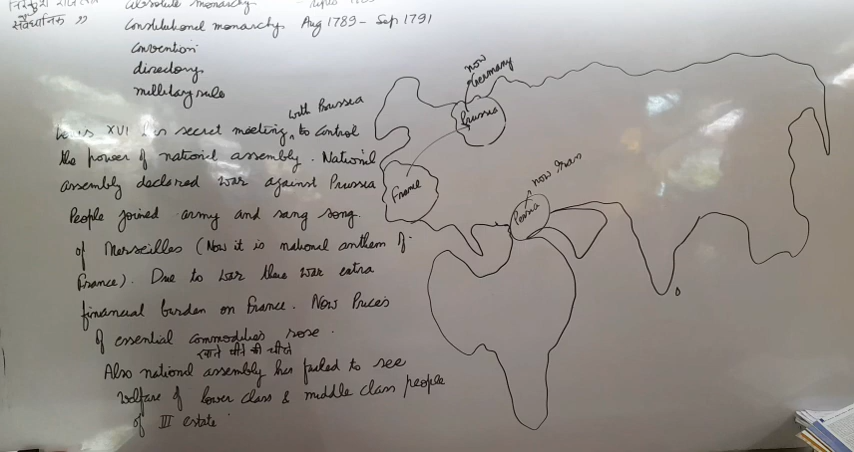 absolute monarchy
संवैधानिक " constitutional monarchy Aug 1789 - Sep 1791
convention
directory
millitary rule
with Prussia
XVI in secret meeting, to control
the power of national assembly. National
assembly declared war against Prussia
People joined army and sang song.
of Merseilles (Now it is national anthem of
France). Due to war there war extra
financial burden on France. Now Prices
of essential commodities rose.
खाने पीने की चीजे
Also national assembly has failed to see
welfare of lower class & middle class people
of III estate
now
Germany
Prussia
France
now Iran
Persia